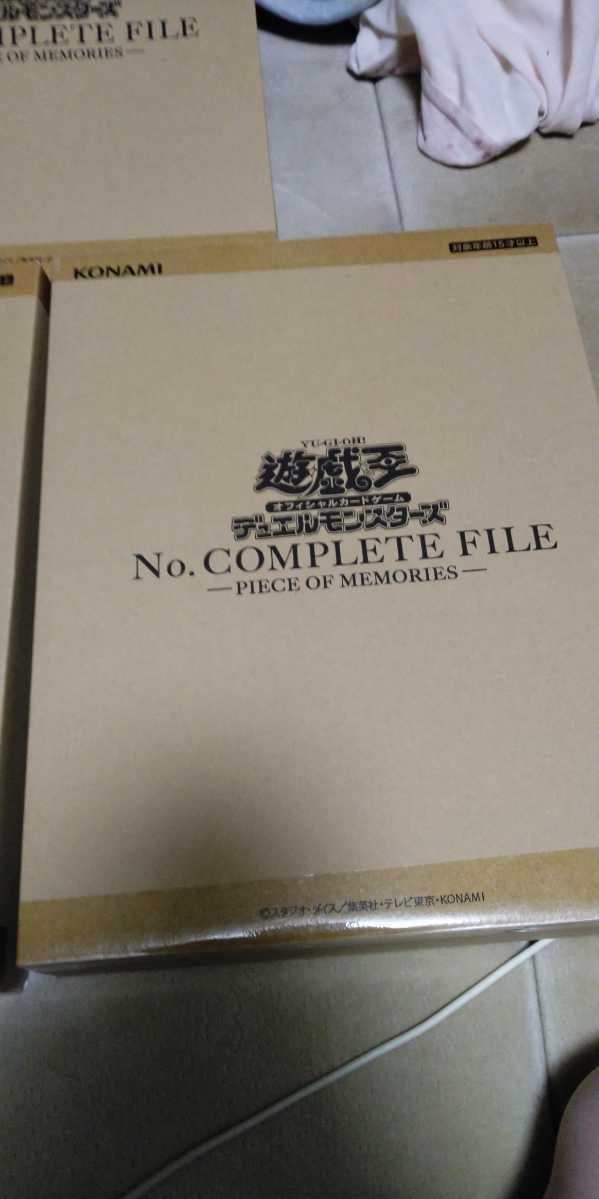 デュエルモンスターズ
MPLETE FILE
E OF MEMORIES—
KONAMI
対象年齢15才以上
YU-GI-OH!
遊戯王
オフィシャルカードゲーム
デュエルモンスターズ
No. COMPLETE FILE
—PIECE OF MEMORIES—
©スタジオ・ダイス/集英社・テレビ東京・KONAMI